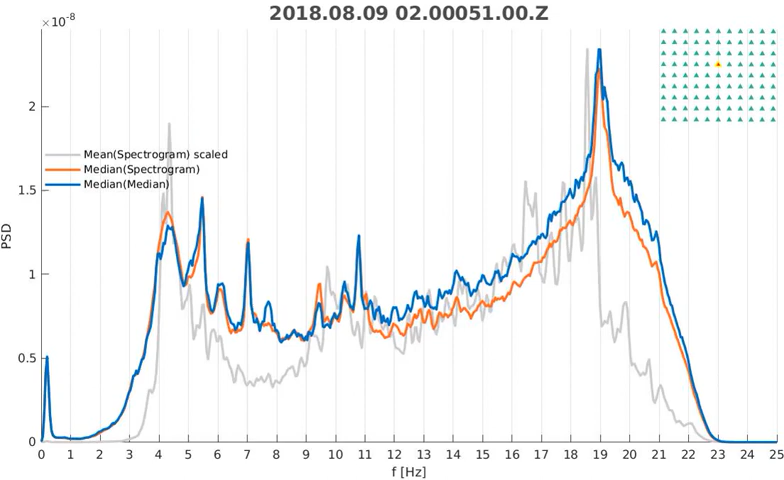 2018.08.09 02.00051.00.Z
×10⁻⁸
2
1.5
1
0.5
0
PSD
Mean(Spectrogram) scaled
Median(Spectrogram)
Median(Median)
0 1 2 3 4 5 6 7 8 9 10 11 12 13 14 15 16 17 18 19 20 21 22 23 24 25
f [Hz]